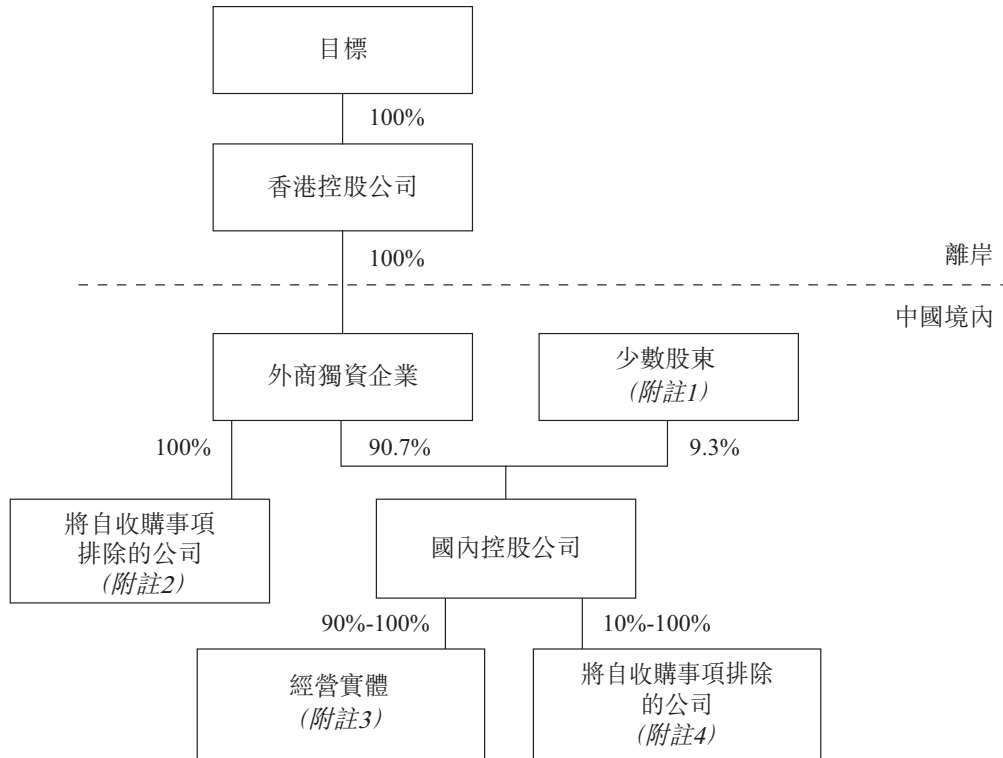 目標
100%
香港控股公司
100%
離岸
中國境內
外商獨資企業
少數股東
（附註1）
100%
90.7%
9.3%
將自收購事項
排除的公司
（附註2）
國內控股公司
90%-100%
10%-100%
經營實體
（附註3）
將自收購事項排除
的公司
（附註4）